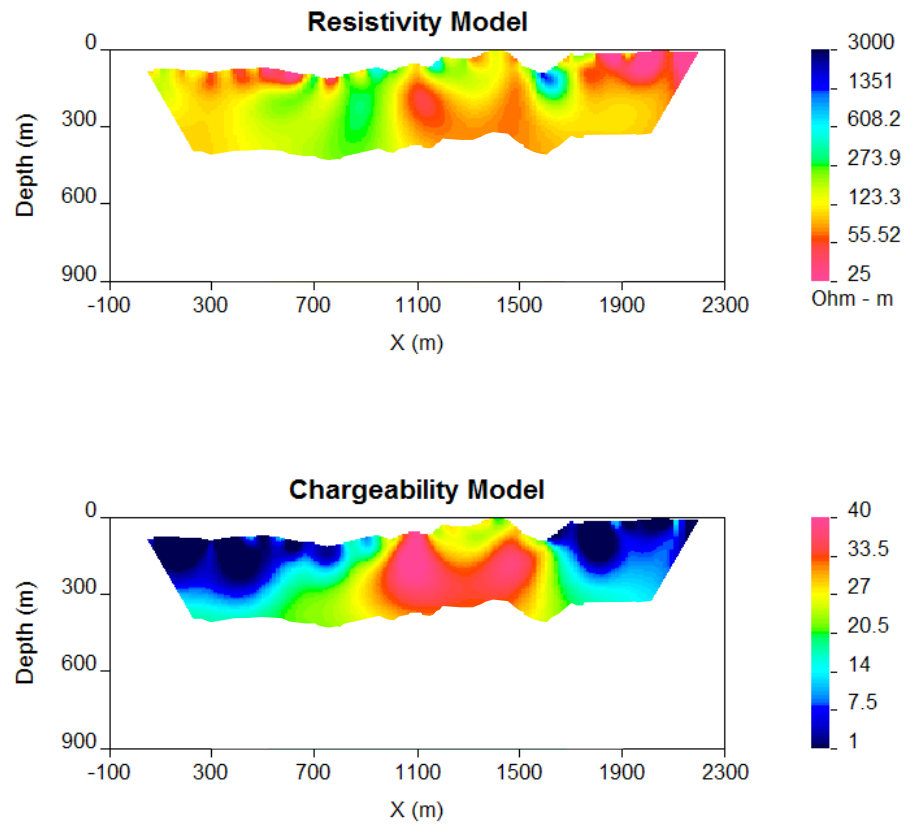 Resistivity Model
0
300
600
900
Depth (m)
-100 300 700 1100 1500 1900 2300
X (m)
3000
1351
608.2
273.9
123.3
55.52
25
Ohm - m
Chargeability Model
0
300
600
900
Depth (m)
-100 300 700 1100 1500 1900 2300
X (m)
40
33.5
27
20.5
14
7.5
1